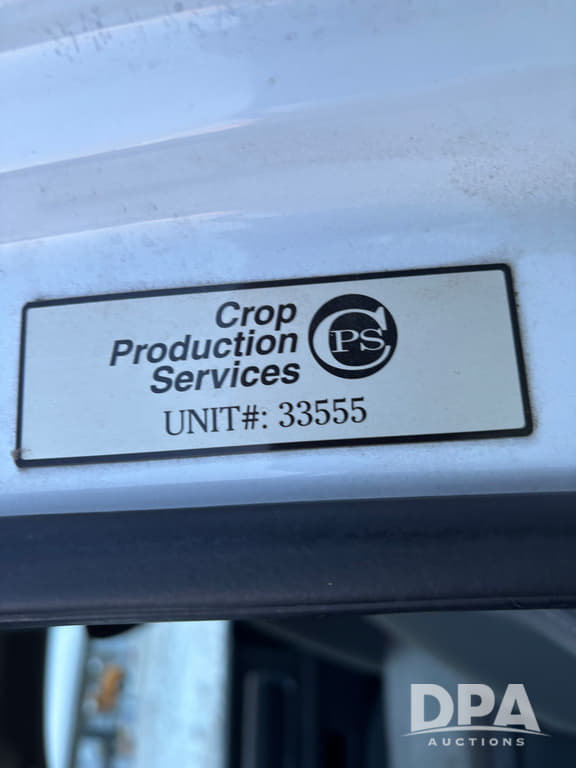 Crop
Production
Services
CPS
UNIT#: 33555
DPA
AUCTIONS